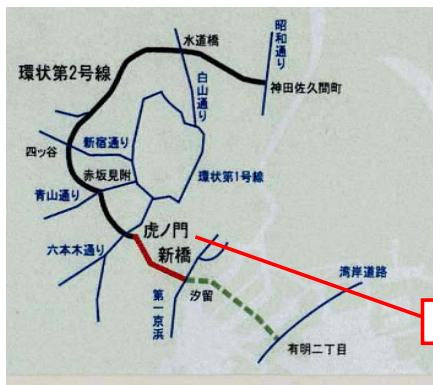 昭和通り
水道橋
環状第2号線
白山通り
神田佐久間町
新宿通り
四ッ谷
赤坂見附
環状第1号線
青山通り
虎ノ門
六本木通り
新橋
湾岸道路
第一京浜
汐留
有明二丁目